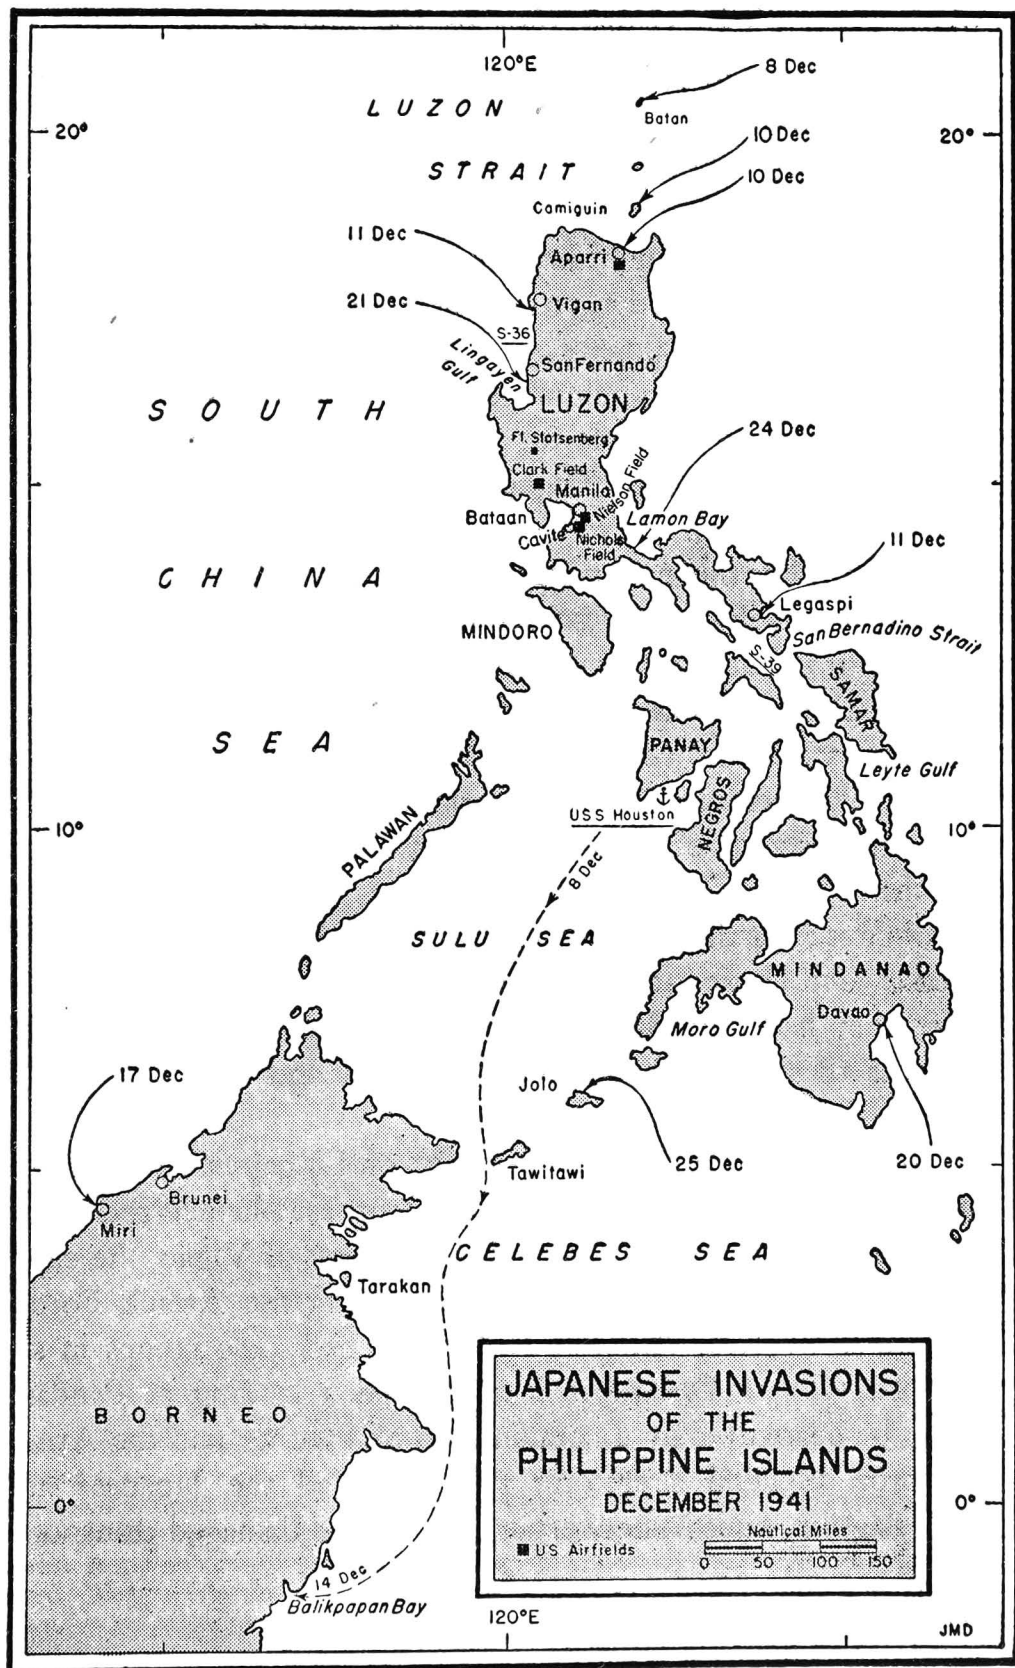 120°E
8 Dec
LUZON
Batan
20°
20°
10 Dec
STRAIT
10 Dec
Camiguin
11 Dec
Aparri
21 Dec
Vigan
S-36
Lingayen
Gulf
San Fernando
SOUTH
LUZON
24 Dec
Ft. Stotsenberg
Clark Field
Manila
Nielson Field
Bataan
Lamon Bay
Cavite
Nichols
Field
11 Dec
CHINA
Legaspi
MINDORO
San Bernadino Strait
S-39
SAMAR
SEA
PANAY
Leyte Gulf
USS Houston
NEGROS
10°
10°
PALAWAN
8 Dec
SULU SEA
MINDANAO
Davao
Moro Gulf
17 Dec
Jolo
25 Dec
20 Dec
Tawitawi
Brunei
Miri
CELEBES SEA
Tarakan
BORNEO
JAPANESE INVASIONS
OF THE
PHILIPPINE ISLANDS
DECEMBER 1941
Nautical Miles
US Airfields
0 50 100 150
0°
0°
14 Dec
Balikpapan Bay
120°E
JMD